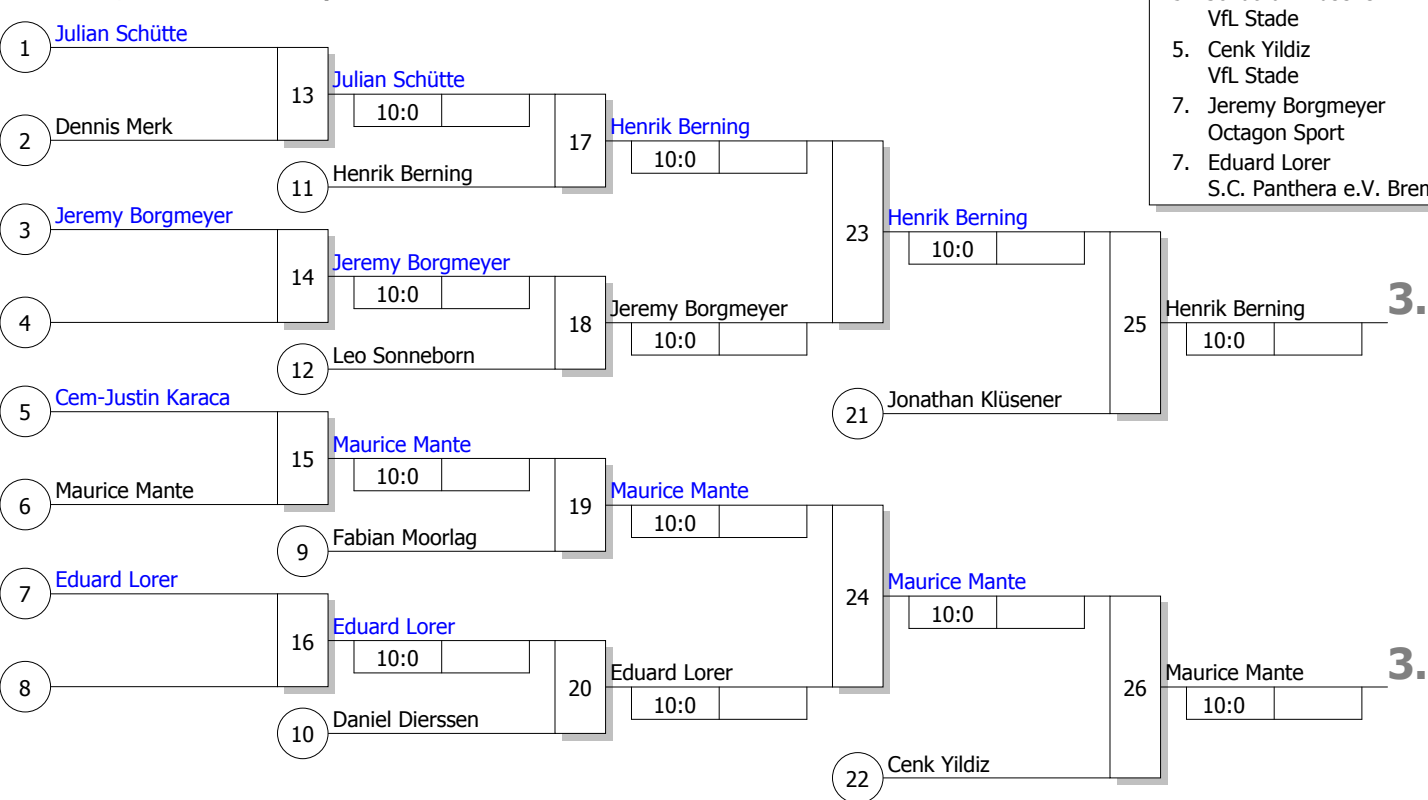 VfL Stade
5. Cenk Yildiz
VfL Stade
7. Jeremy Borgmeyer
Octagon Sport
7. Eduard Lorer
S.C. Panthera e.V.
1 Julian Schütte
2 Dennis Merk
13 Julian Schütte
10:0
11 Henrik Berning
17 Henrik Berning
10:0
3 Jeremy Borgmeyer
4
14 Jeremy Borgmeyer
10:0
12 Leo Sonneborn
18 Jeremy Borgmeyer
10:0
23 Henrik Berning
10:0
21 Jonathan Klüsener
25 Henrik Berning
10:0
3.
5 Cem-Justin Karaca
6 Maurice Mante
15 Maurice Mante
10:0
9 Fabian Moorlag
19 Maurice Mante
10:0
7 Eduard Lorer
8
16 Eduard Lorer
10:0
10 Daniel Dierssen
20 Eduard Lorer
10:0
24 Maurice Mante
10:0
22 Cenk Yildiz
26 Maurice Mante
10:0
3.